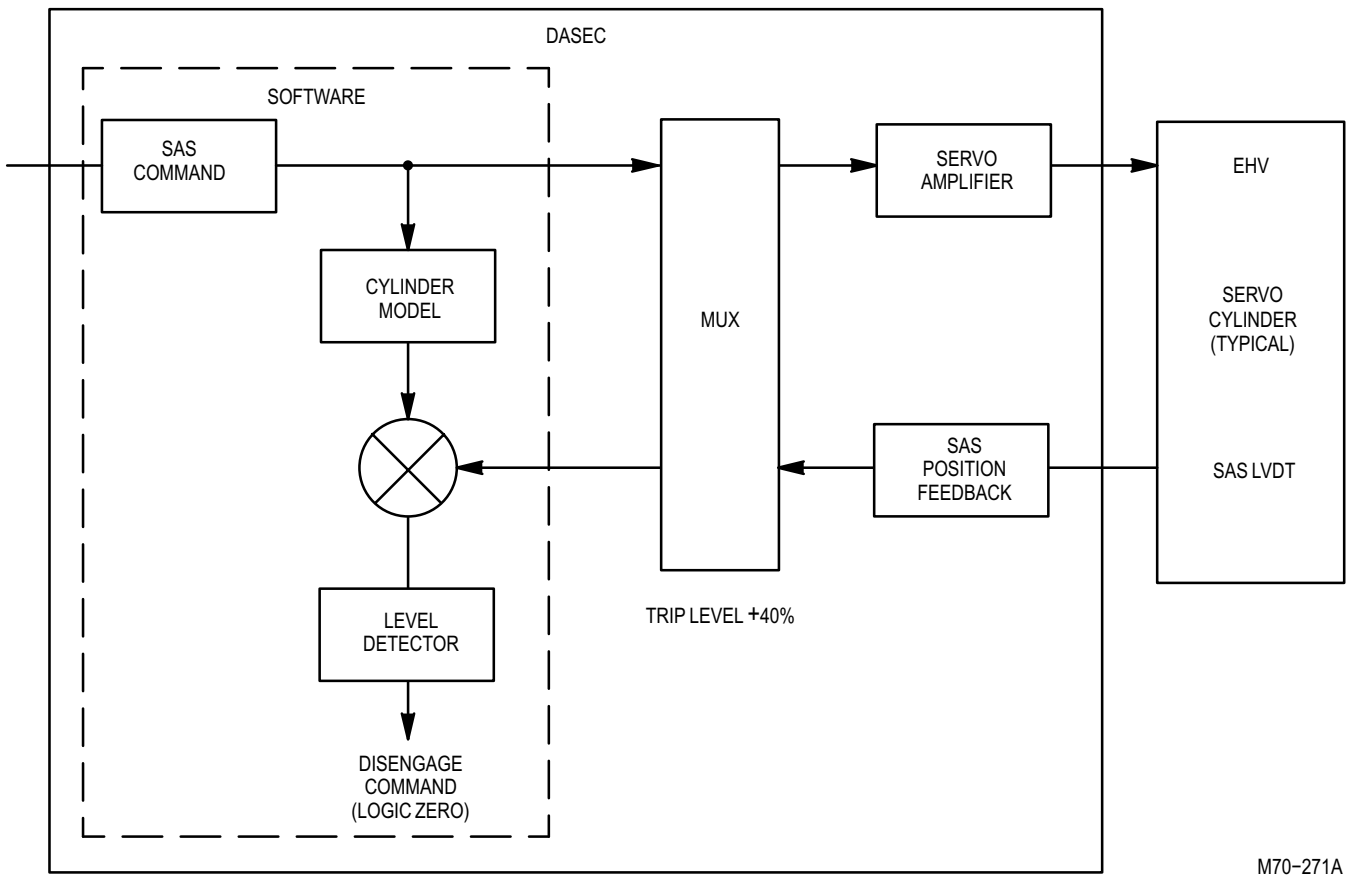 DASEC
SOFTWARE
SAS
COMMAND
SERVO
AMPLIFIER
EHV
CYLINDER
MODEL
MUX
SERVO
CYLINDER
(TYPICAL)
SAS
POSITION
FEEDBACK
SAS LVDT
LEVEL
DETECTOR
TRIP LEVEL +40%
DISENGAGE
COMMAND
(LOGIC ZERO)
M70−271A